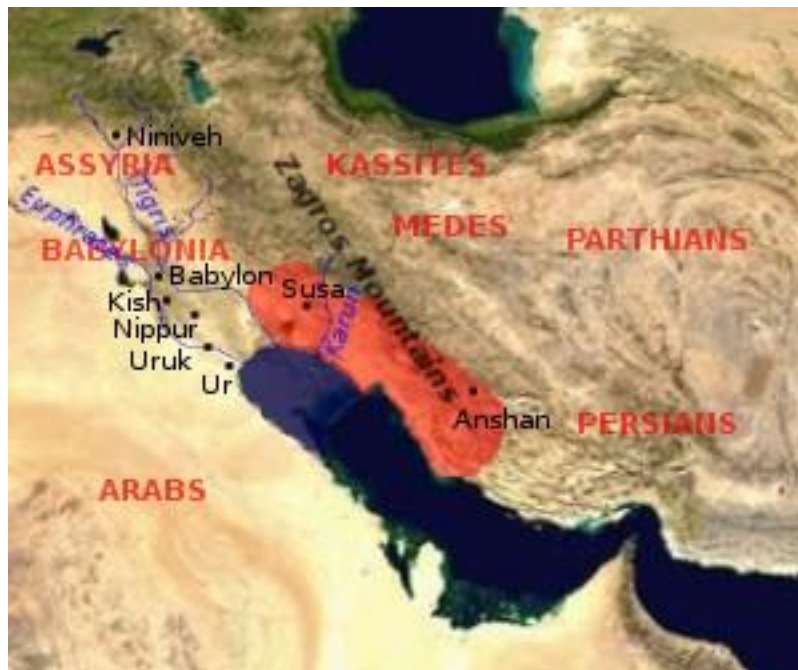 Niniveh
ASSYRIA
KASSITES
Zagros Mountains
Tigris
Euphrates
MEDES
PARTHIANS
BABYLONIA
Babylon
Susa
Kish
Nippur
Karun
Uruk
Ur
Anshan
PERSIANS
ARABS